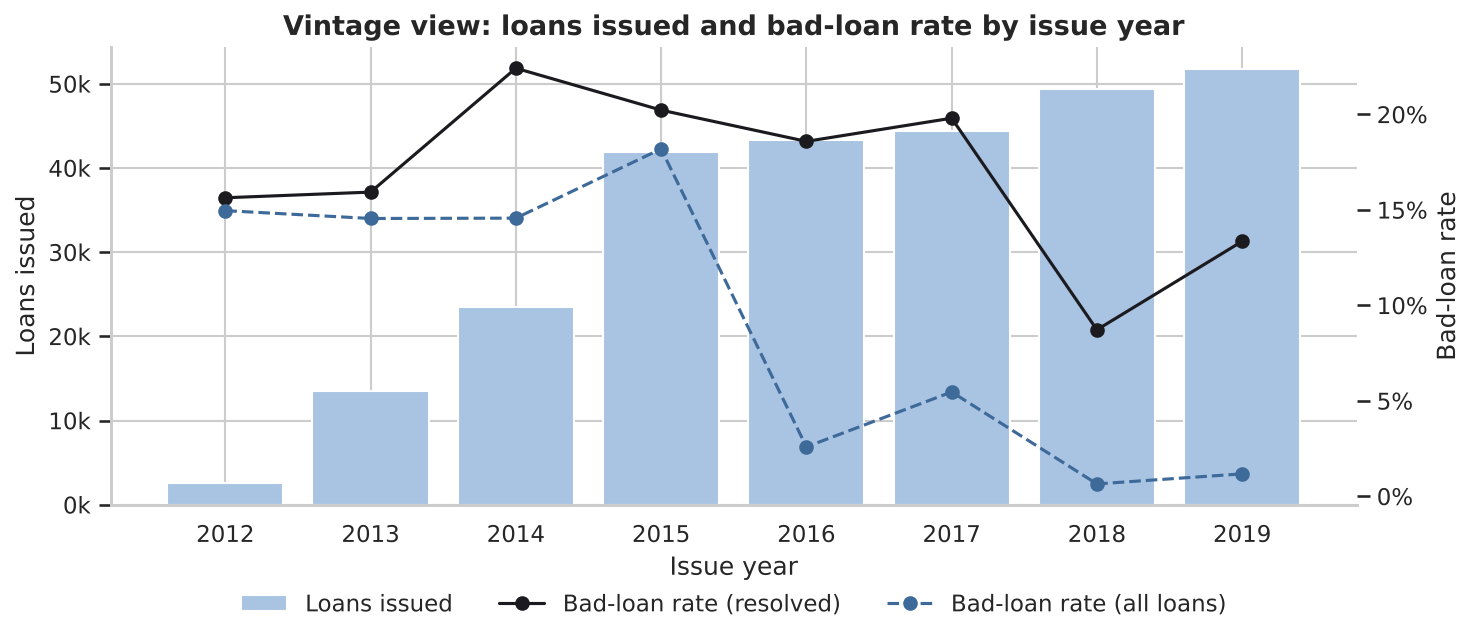 Vintage view: loans issued and bad-loan rate by issue year
Loans issued
50k
40k
30k
20k
10k
0k
20%
15%
10%
5%
0%
Bad-loan rate
2012 2013 2014 2015 2016 2017 2018 2019
Issue year
Loans issued Bad-loan rate (resolved) Bad-loan rate (all loans)